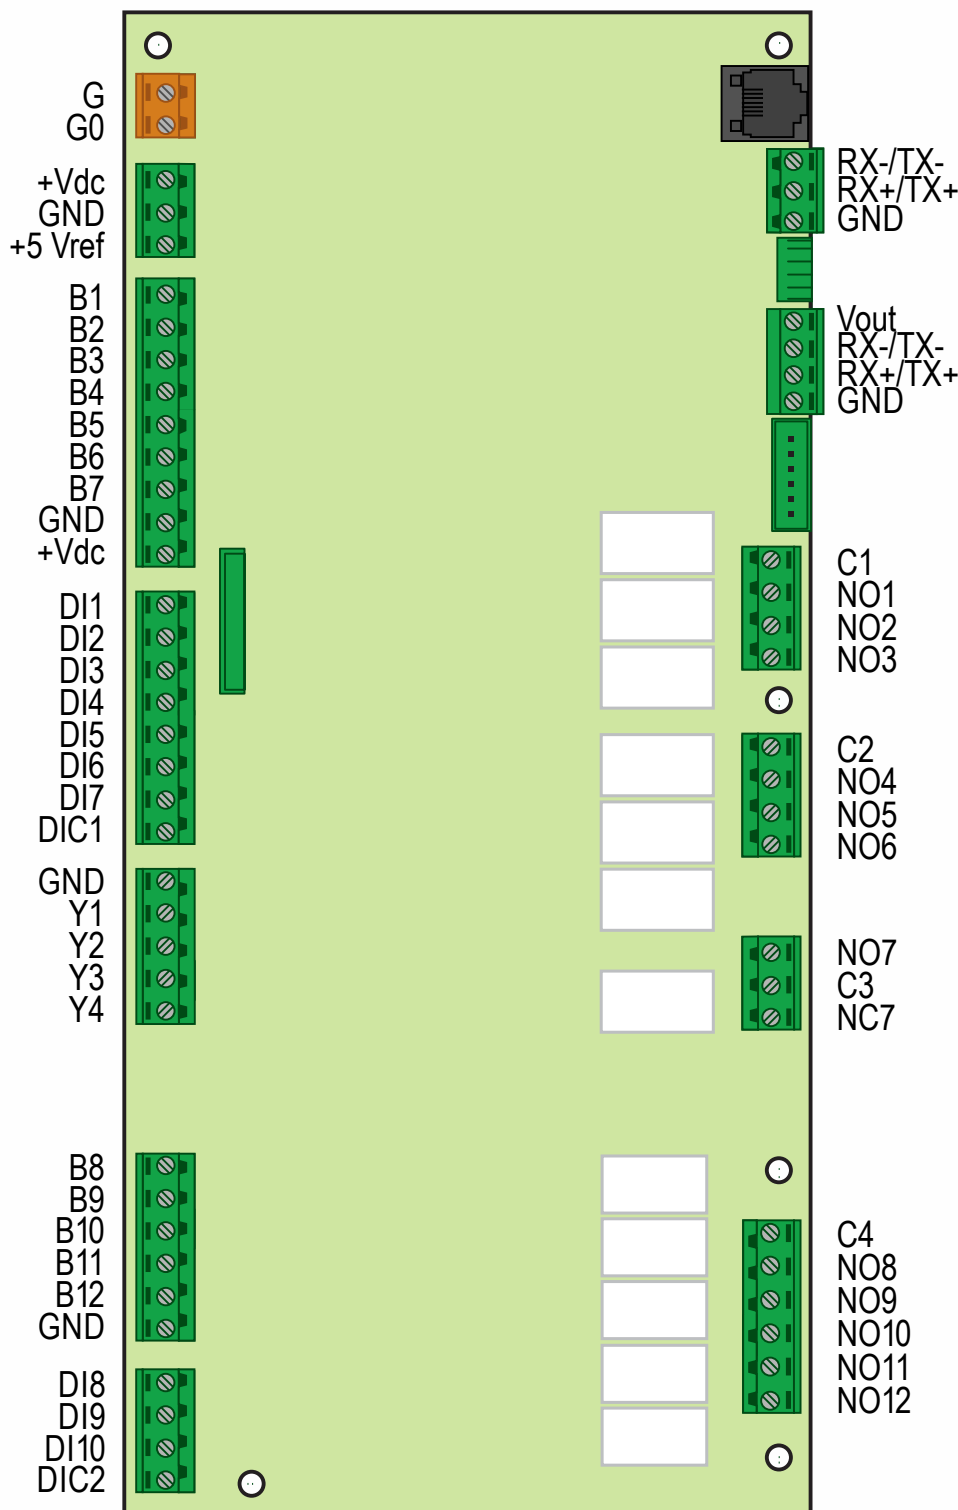 G
G0
+Vdc
GND
+5 Vref
B1
B2
B3
B4
B5
B6
B7
GND
+Vdc
DI1
DI2
DI3
DI4
DI5
DI6
DI7
DIC1
GND
Y1
Y2
Y3
Y4
B8
B9
B10
B11
B12
GND
DI8
DI9
DI10
DIC2
RX-/TX-
RX+/TX+
GND
Vout
RX-/TX-
RX+/TX+
GND
C1
NO1
NO2
NO3
C2
NO4
NO5
NO6
NO7
C3
NC7
C4
NO8
NO9
NO10
NO11
NO12